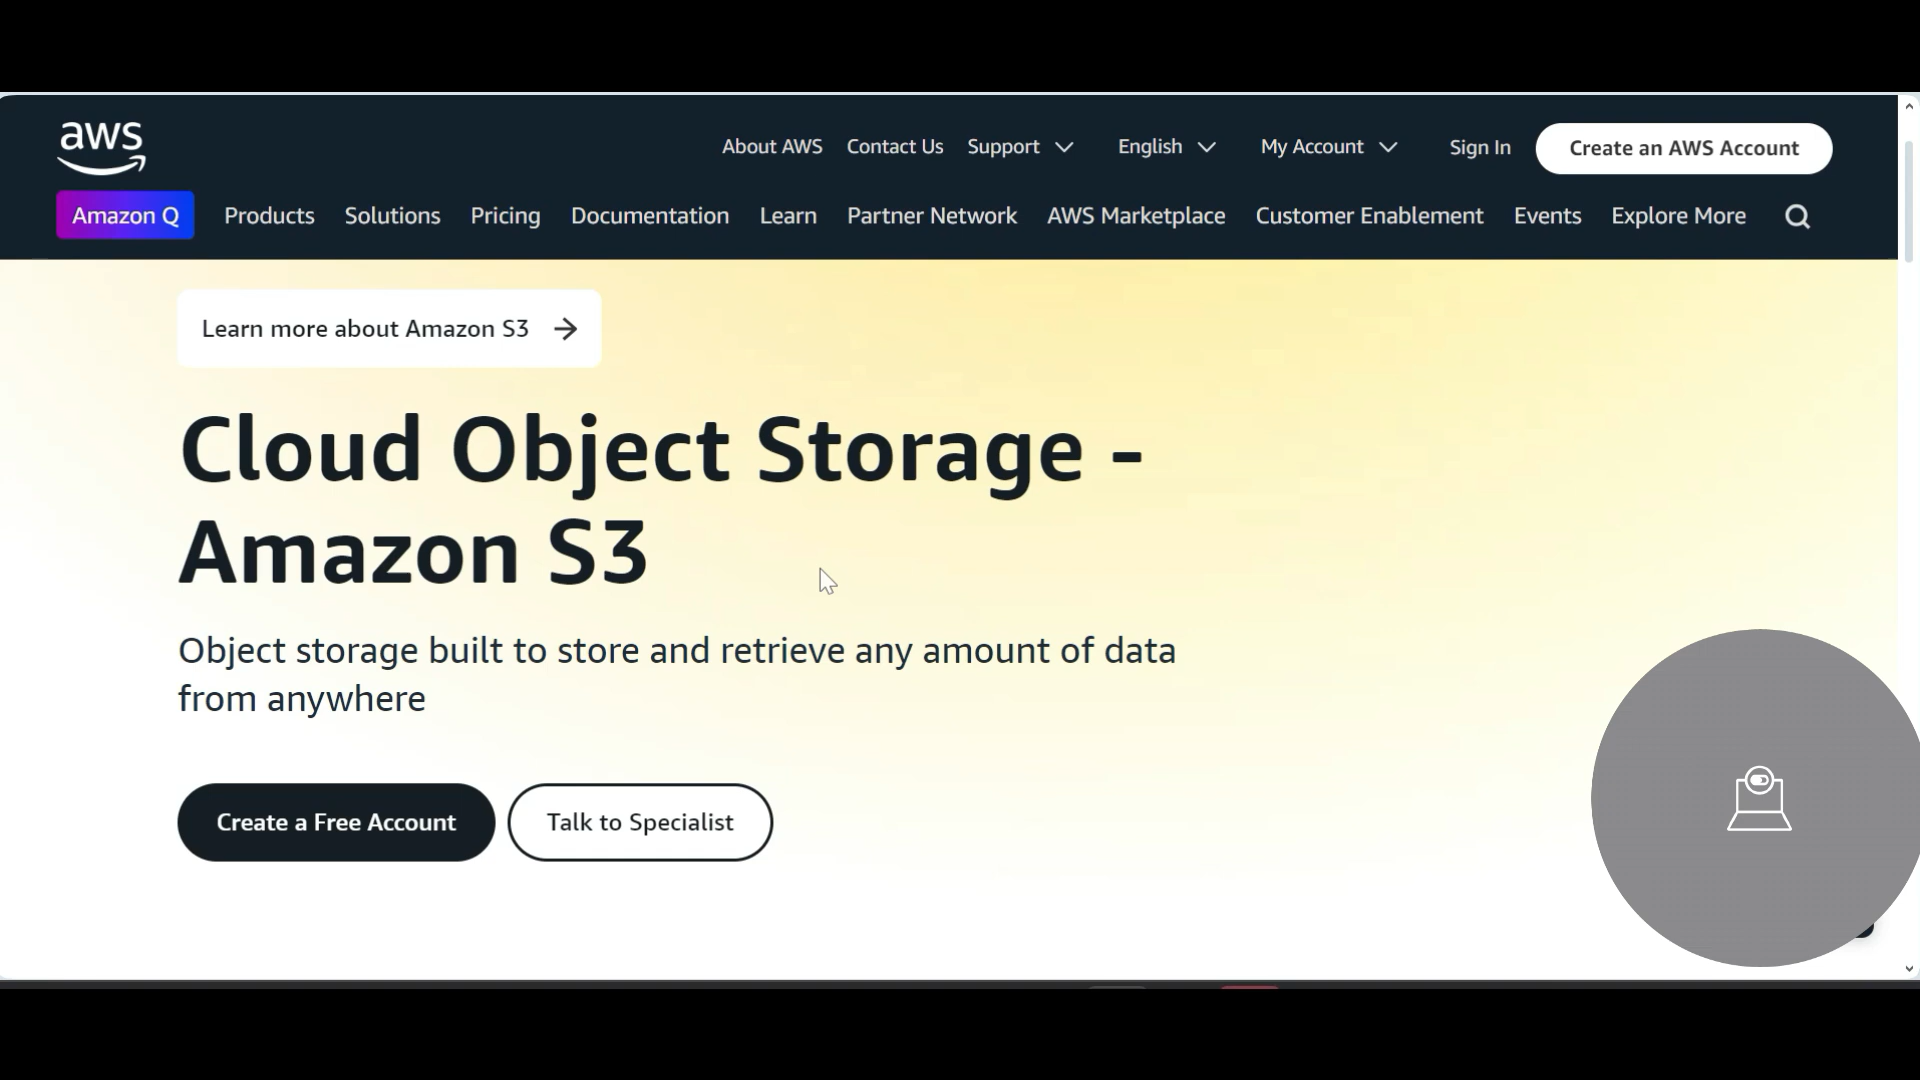 aws
About AWS Contact Us Support English My Account Sign In Create an AWS Account
Amazon Q Products Solutions Pricing Documentation Learn Partner Network AWS Marketplace Customer Enablement Events Explore More
Learn more about Amazon S3
Cloud Object Storage -
Amazon S3
Object storage built to store and retrieve any amount of data
from anywhere
Create a Free Account Talk to Specialist